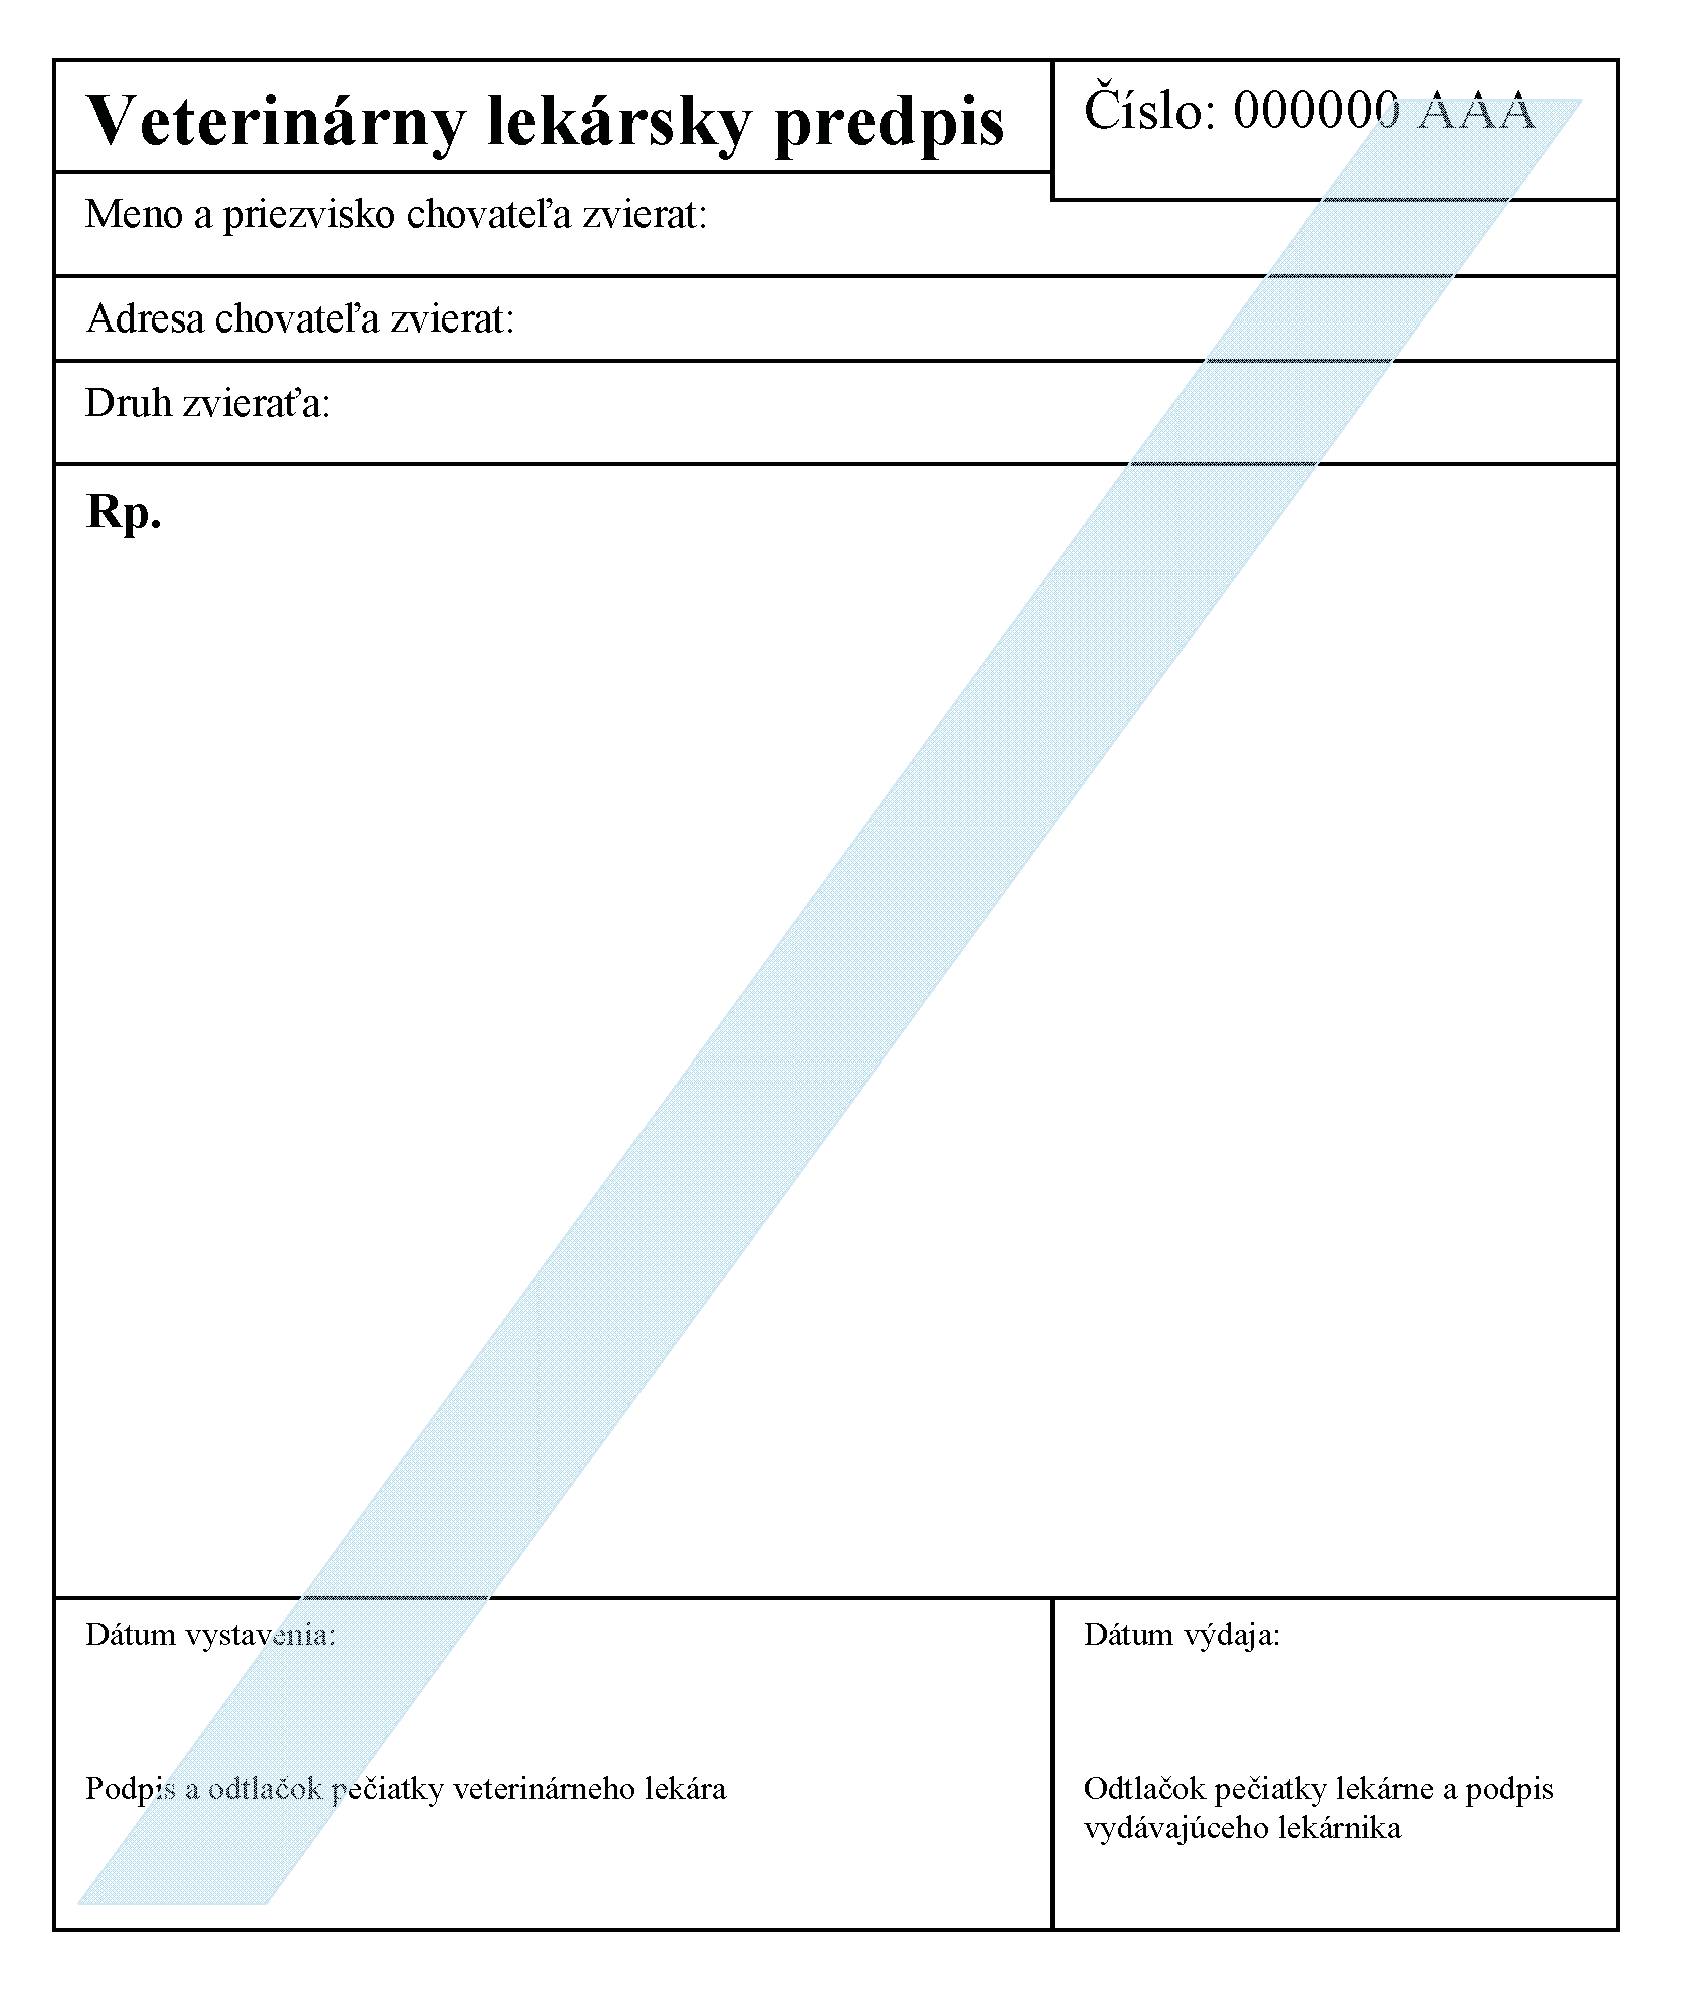 Veterinárny lekársky predpis
Číslo: 000000 AAA
Meno a priezvisko chovateľa zvierat:
Adresa chovateľa zvierat:
Druh zvieraťa:
Rp.
Dátum vystavenia:
Dátum výdaja:
Podpis a odtlačok pečiatky veterinárneho lekára
Odtlačok pečiatky lekárne a podpis
vydávajúceho lekárnika